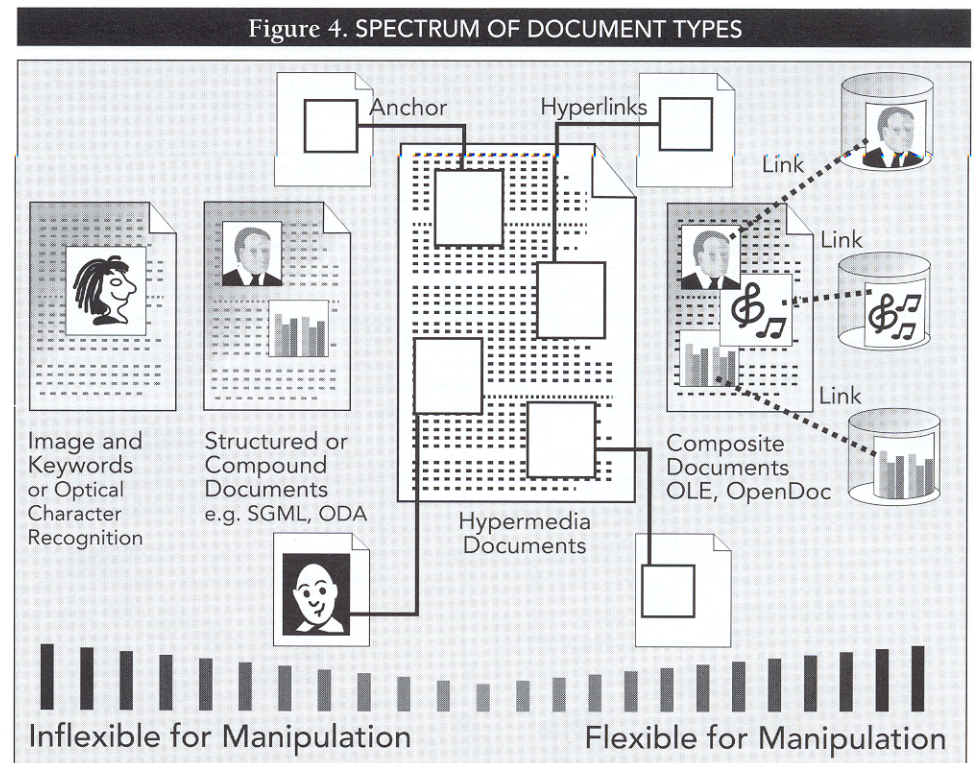 Figure 4. SPECTRUM OF DOCUMENT TYPES
Anchor
Hyperlinks
Link
Link
Link
Image and
Keywords
or Optical
Character
Recognition
Structured or
Compound
Documents
e.g. SGML, ODA
Hypermedia
Documents
Composite
Documents
OLE, OpenDoc
Inflexible for Manipulation
Flexible for Manipulation